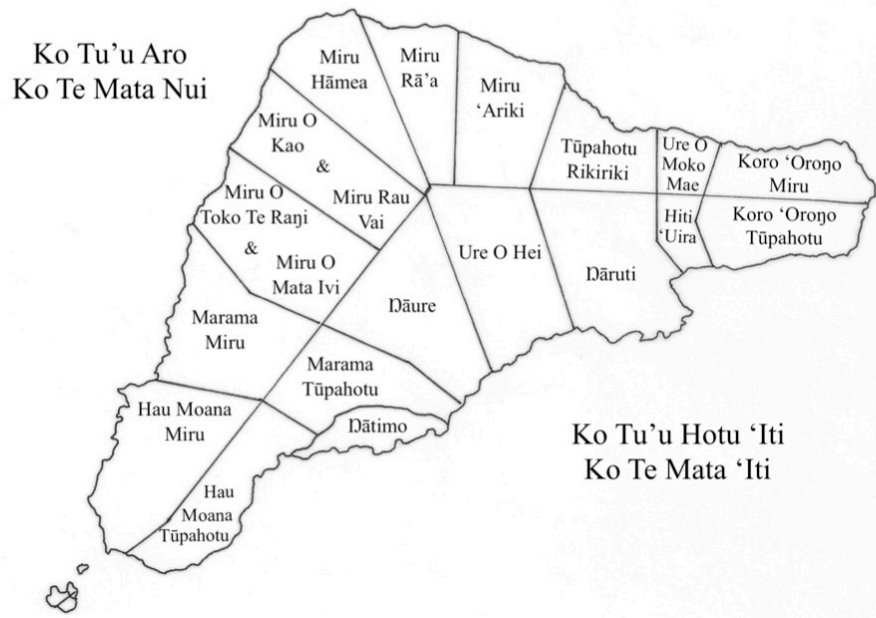 Ko Tu'u Aro
Ko Te Mata Nui
Miru
Hāmea
Miru
Rā'a
Miru
‘Ariki
Miru O
Kao
&
Miru Rau
Vai
Tūpahotu
Rikiriki
Ure O
Moko
Mae
Koro ‘Oroŋo
Miru
Miru O
Toko Te Raŋi
&
Miru O
Mata Ivi
Ure O Hei
Hiti
‘Uira
Koro ‘Oroŋo
Tūpahotu
Ŋāure
Ŋāruti
Marama
Miru
Marama
Tūpahotu
Hau Moana
Miru
Ŋātimo
Hau
Moana
Tūpahotu
Ko Tu'u Hotu ‘Iti
Ko Te Mata ‘Iti